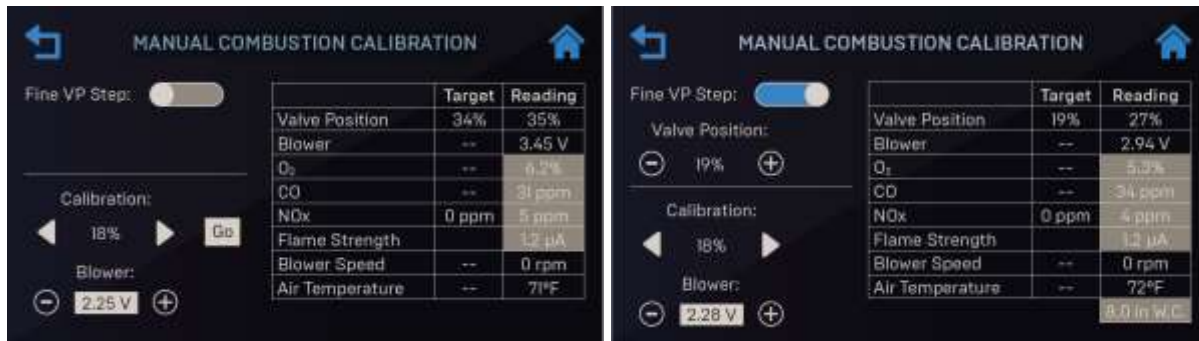 MANUAL COMBUSTION CALIBRATION
Fine VP Step:
Target Reading
Valve Position 34% 35%
Blower -- 3.45 V
O₂ -- 6.2%
CO -- 31 ppm
NOx 0 ppm 5 ppm
Flame Strength 1.2 µA
Blower Speed -- 0 rpm
Air Temperature -- 71°F
Calibration:
18% Go
Blower:
2.25 V
MANUAL COMBUSTION CALIBRATION
Fine VP Step:
Valve Position:
19%
Target Reading
Valve Position 19% 27%
Blower -- 2.94 V
O₂ -- 5.3%
CO -- 34 ppm
NOx 0 ppm 4 ppm
Flame Strength 1.2 µA
Blower Speed -- 0 rpm
Air Temperature -- 72°F
8.0 in W.C.
Calibration:
18%
Blower:
2.28 V